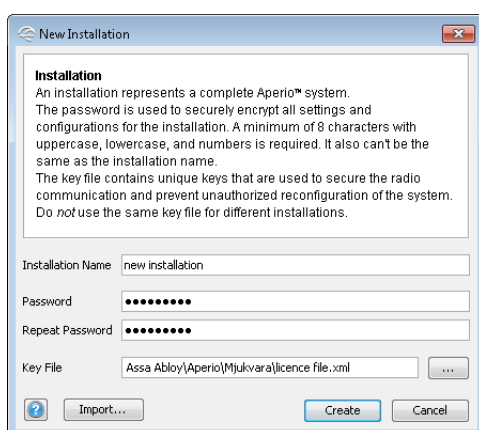 New Installation
Installation
An installation represents a complete Aperio™ system.
The password is used to securely encrypt all settings and
configurations for the installation. A minimum of 8 characters with
uppercase, lowercase, and numbers is required. It also can't be the
same as the installation name.
The key file contains unique keys that are used to secure the radio
communication and prevent unauthorized reconfiguration of the system.
Do not use the same key file for different installations.
Installation Name new installation
Password ●●●●●●●●●
Repeat Password ●●●●●●●●●
Key File Assa Abloy\Aperio\Mjukvara\licence file.xml ...
? Import... Create Cancel